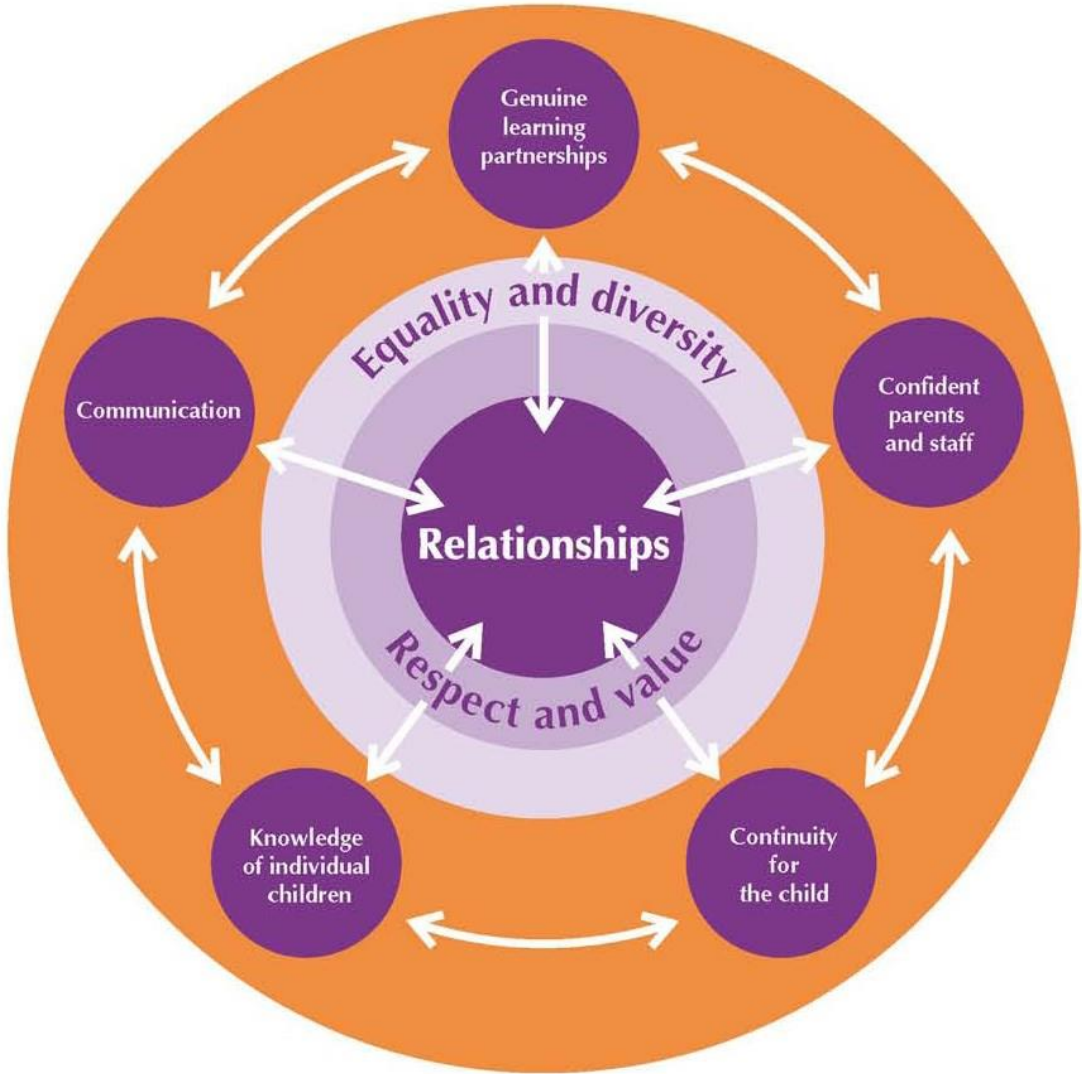 Genuine
learning
partnerships
Equality and diversity
Communication
Confident
parents
and staff
Relationships
Respect and value
Knowledge
of individual
children
Continuity
for
the child